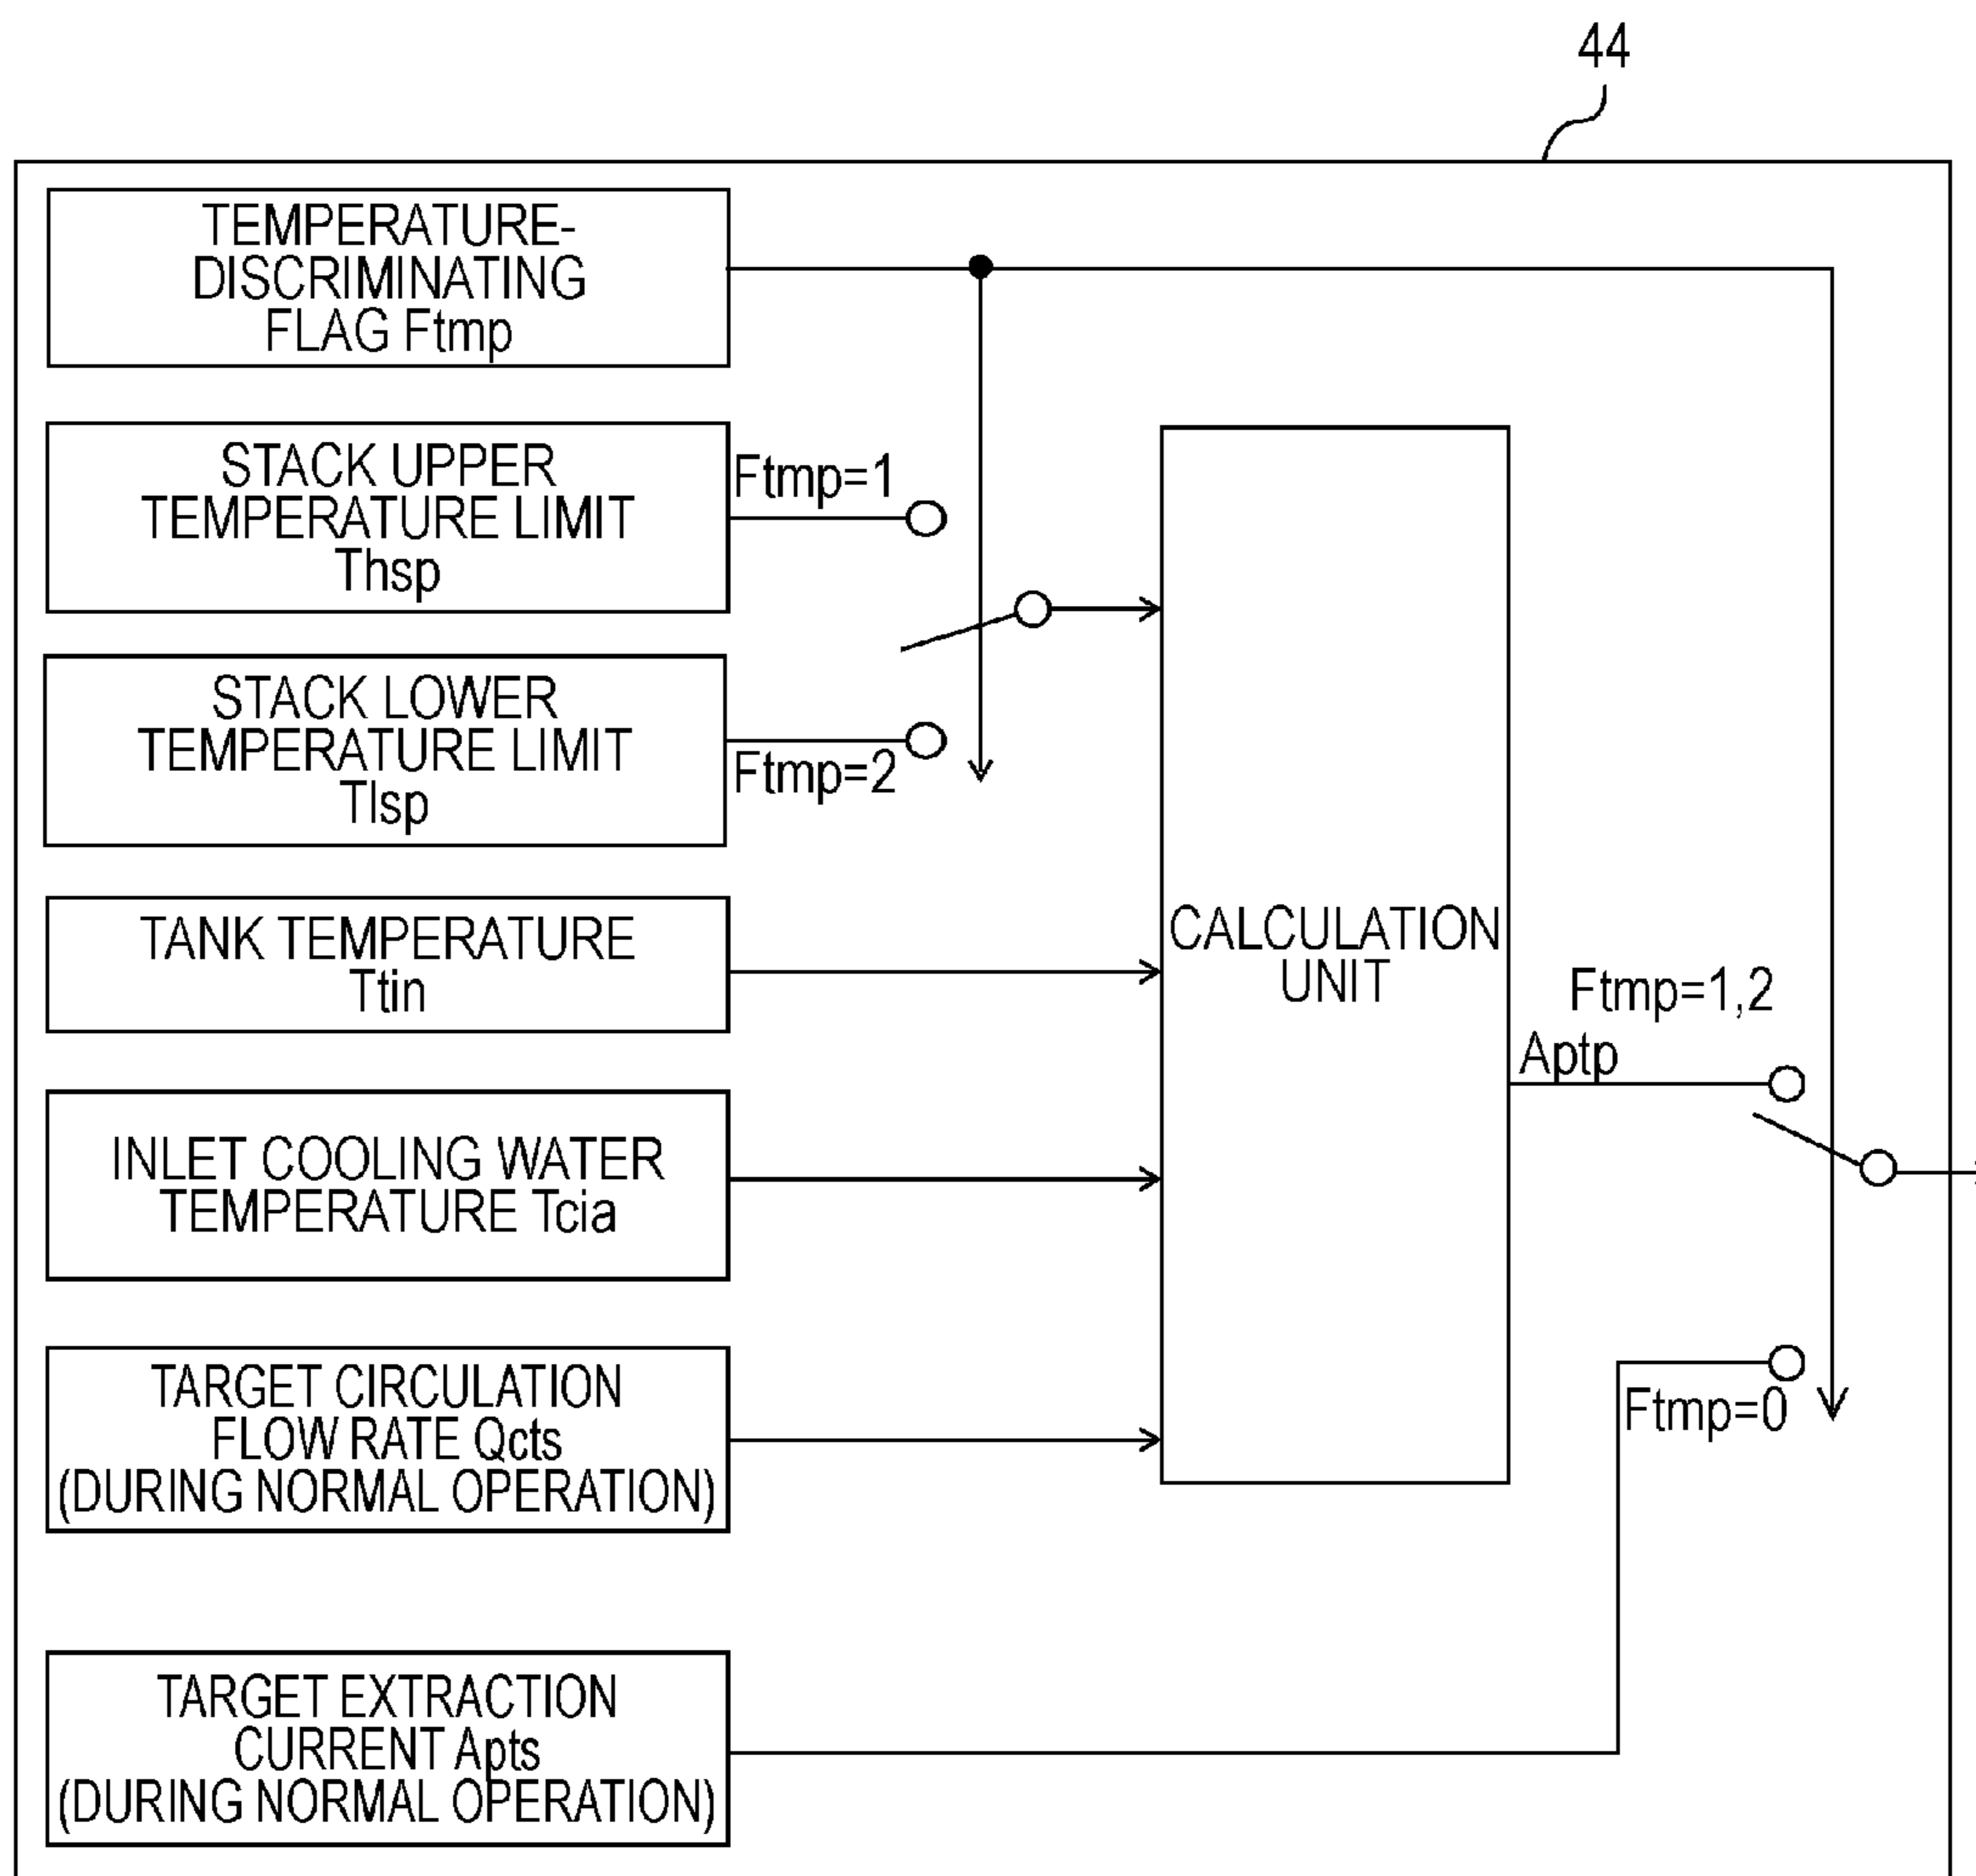 44
TEMPERATURE-
DISCRIMINATING
FLAG Ftmp
STACK UPPER
TEMPERATURE LIMIT
Thsp
Ftmp=1
STACK LOWER
TEMPERATURE LIMIT
Tlsp
Ftmp=2
TANK TEMPERATURE
Ttin
CALCULATION
UNIT
Ftmp=1,2
Aptp
INLET COOLING WATER
TEMPERATURE Tcia
TARGET CIRCULATION
FLOW RATE Qcts
(DURING NORMAL OPERATION)
Ftmp=0
TARGET EXTRACTION
CURRENT Apts
(DURING NORMAL OPERATION)